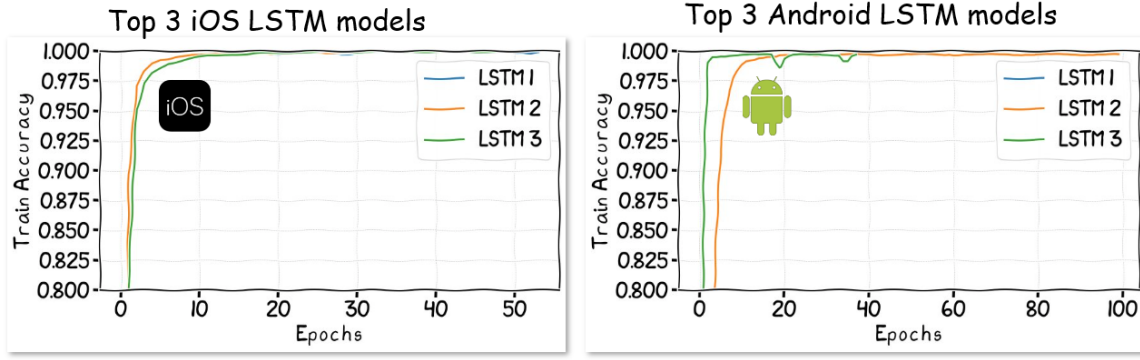 Top 3 iOS LSTM models
1.000
0.975
0.950
0.925
0.900
0.875
0.850
0.825
0.800
Train Accuracy
iOS
LSTM 1
LSTM 2
LSTM 3
0 10 20 30 40 50
Epochs
Top 3 Android LSTM models
1.000
0.975
0.950
0.925
0.900
0.875
0.850
0.825
0.800
Train Accuracy
LSTM 1
LSTM 2
LSTM 3
0 20 40 60 80 100
Epochs